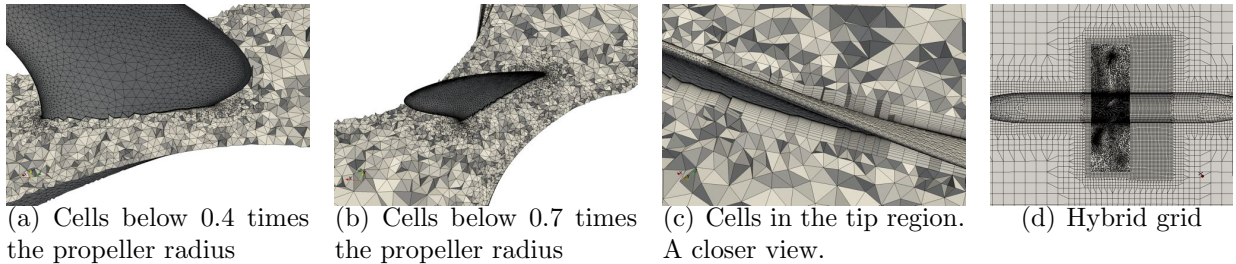 (a) Cells below 0.4 times
the propeller radius
(b) Cells below 0.7 times
the propeller radius
(c) Cells in the tip region.
A closer view.
(d) Hybrid grid